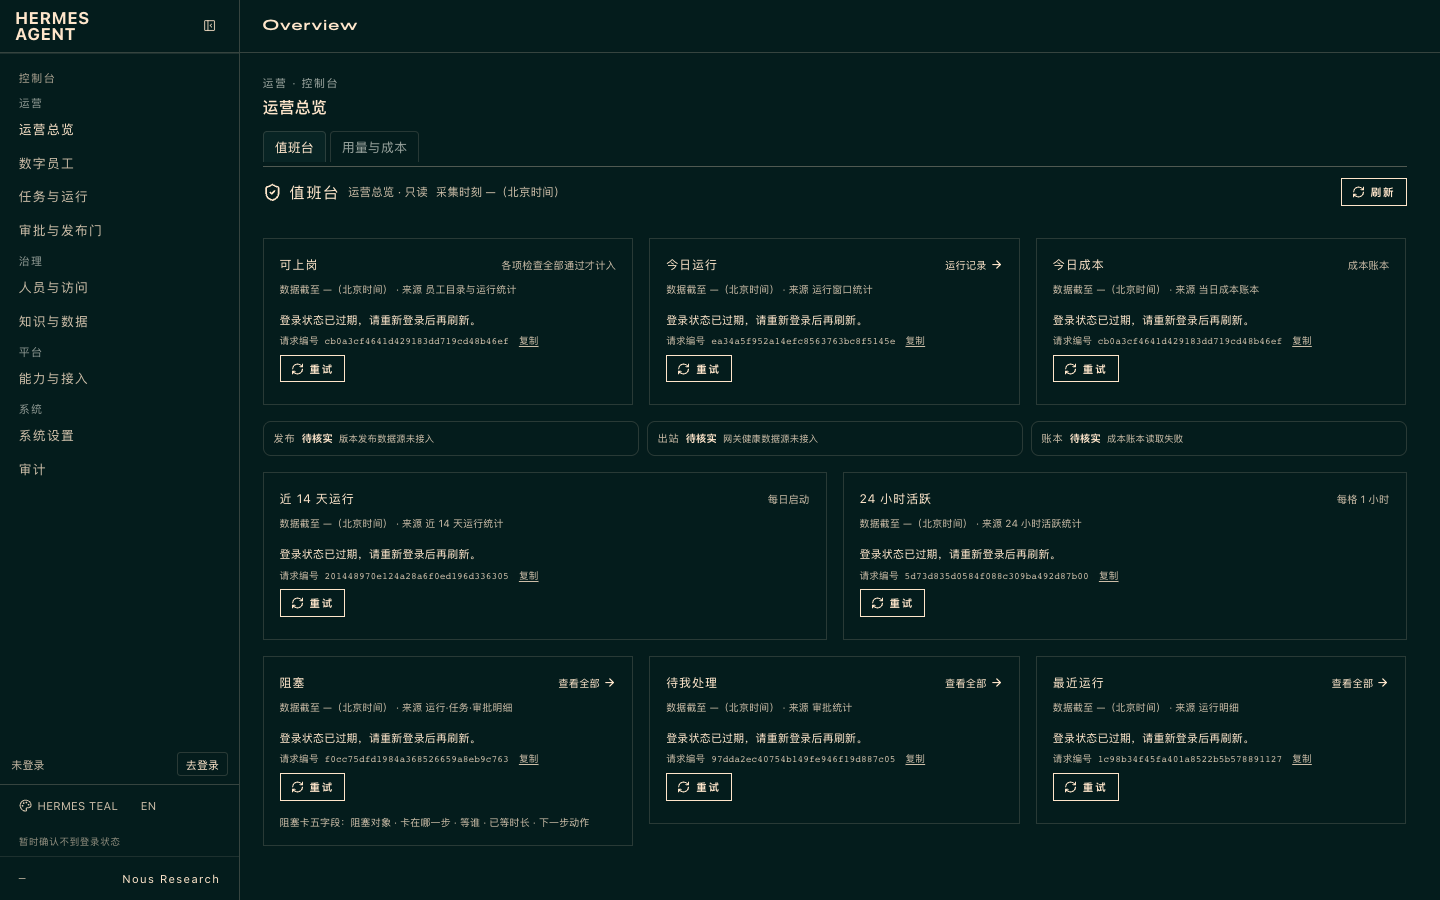 HERMES
AGENT
Overview
控制台
运营
运营总览
数字员工
任务与运行
审批与发布门
治理
人员与访问
知识与数据
平台
能力与接入
系统
系统设置
审计
未登录
去登录
HERMES TEAL
EN
暂时确认不到登录状态
—
Nous Research
运营 · 控制台
运营总览
值班台
用量与成本
值班台 运营总览 · 只读 采集时刻 —（北京时间）
刷新
可上岗
各项检查全部通过才计入
数据截至 —（北京时间） · 来源 员工目录与运行统计
登录状态已过期，请重新登录后再刷新。
请求编号 cb0a3cf4641d429183dd719cd48b46ef 复制
重试
今日运行
运行记录 →
数据截至 —（北京时间） · 来源 运行窗口统计
登录状态已过期，请重新登录后再刷新。
请求编号 ea34a5f952a14efc8563763bc8f5145e 复制
重试
今日成本
成本账本
数据截至 —（北京时间） · 来源 当日成本账本
登录状态已过期，请重新登录后再刷新。
请求编号 cb0a3cf4641d429183dd719cd48b46ef 复制
重试
发布 待核实 版本发布数据源未接入
出站 待核实 网关健康数据源未接入
账本 待核实 成本账本读取失败
近 14 天运行
每日启动
数据截至 —（北京时间） · 来源 近 14 天运行统计
登录状态已过期，请重新登录后再刷新。
请求编号 201448970e124a28a6f0ed196d336305 复制
重试
24 小时活跃
每格 1 小时
数据截至 —（北京时间） · 来源 24 小时活跃统计
登录状态已过期，请重新登录后再刷新。
请求编号 5d73d835d0584f088c309ba492d87b00 复制
重试
阻塞
查看全部 →
数据截至 —（北京时间） · 来源 运行·任务·审批明细
登录状态已过期，请重新登录后再刷新。
请求编号 f0cc75dfd1984a368526659a8eb9c763 复制
重试
阻塞卡五字段：阻塞对象 · 卡在哪一步 · 等谁 · 已等时长 · 下一步动作
待我处理
查看全部 →
数据截至 —（北京时间） · 来源 审批统计
登录状态已过期，请重新登录后再刷新。
请求编号 97dda2ec40754b149fe946f19d887c05 复制
重试
最近运行
查看全部 →
数据截至 —（北京时间） · 来源 运行明细
登录状态已过期，请重新登录后再刷新。
请求编号 1c98b34f45fa401a8522b5b578891127 复制
重试